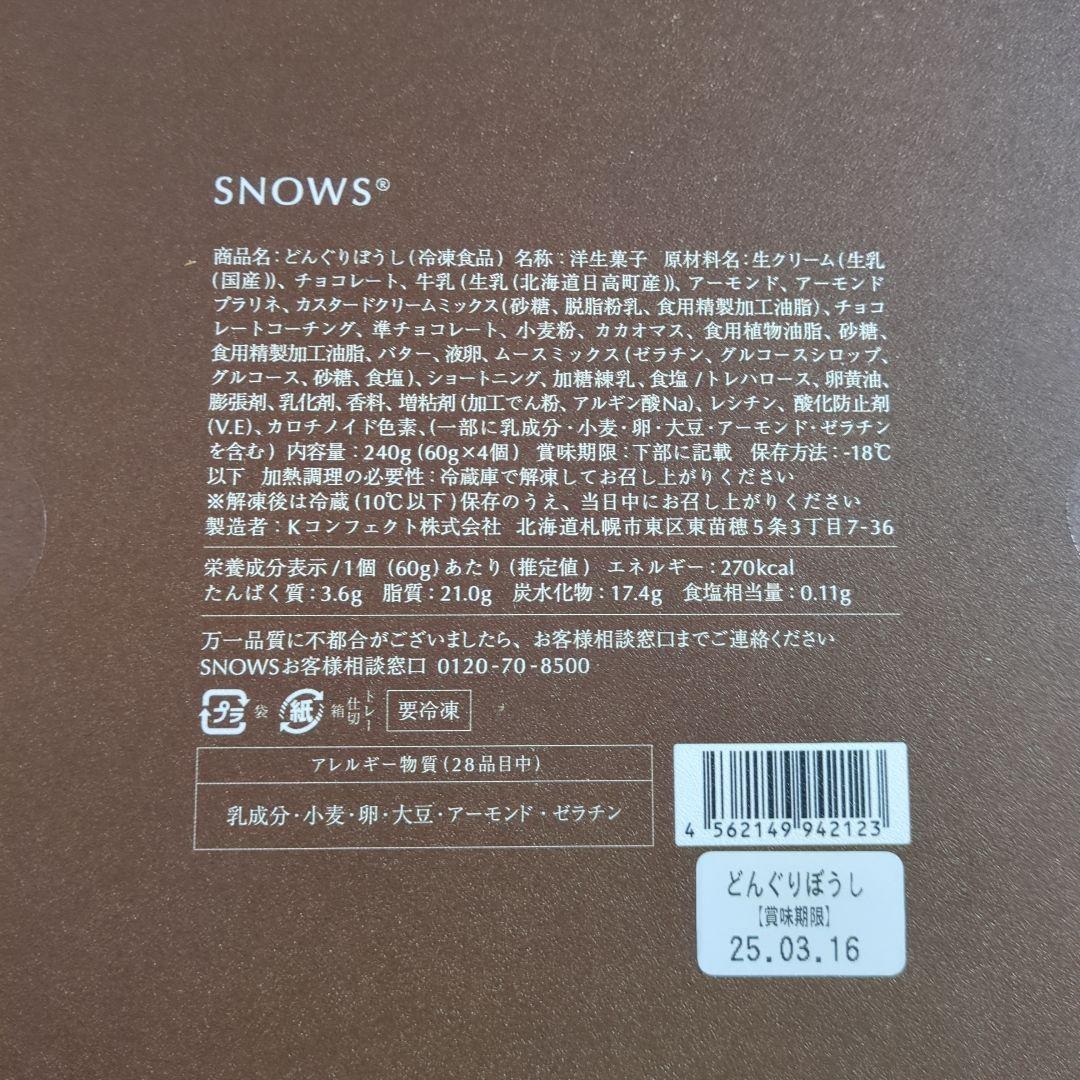 SNOWS®
商品名：どんぐりぼうし（冷凍食品）名称：洋生菓子 原材料名：生クリーム（生乳
（国産））、チョコレート、牛乳（生乳（北海道日高町産））、アーモンド、アーモンド
プラリネ、カスタードクリームミックス（砂糖、脱脂粉乳、食用精製加工油脂）、チョコ
レートコーチング、準チョコレート、小麦粉、カカオマス、食用植物油脂、砂糖、
食用精製加工油脂、バター、液卵、ムースミックス（ゼラチン、グルコースシロップ、
グルコース、砂糖、食塩）、ショートニング、加糖練乳、食塩/トレハロース、卵黄油、
膨張剤、乳化剤、香料、増粘剤（加工でん粉、アルギン酸Na）、レシチン、酸化防止剤
（V.E）、カロチノイド色素、（一部に乳成分・小麦・卵・大豆・アーモンド・ゼラチン
を含む）内容量：240g（60g×4個） 賞味期限：下部に記載 保存方法：-18℃
以下 加熱調理の必要性：冷蔵庫で解凍してお召し上がりください
※解凍後は冷蔵（10℃以下）保存のうえ、当日中にお召し上がりください
製造者：Kコンフェクト株式会社 北海道札幌市東区東苗穂5条3丁目7-36
栄養成分表示/1個（60g）あたり（推定値） エネルギー：270kcal
たんぱく質：3.6g 脂質：21.0g 炭水化物：17.4g 食塩相当量：0.11g
万一品質に不都合がございましたら、お客様相談窓口までご連絡ください
SNOWSお客様相談窓口 0120-70-8500
プラ 袋 紙 箱 仕切 トレー 要冷凍
アレルギー物質（28品目中）
乳成分・小麦・卵・大豆・アーモンド・ゼラチン
4 562149 942123
どんぐりぼうし
【賞味期限】
25.03.16